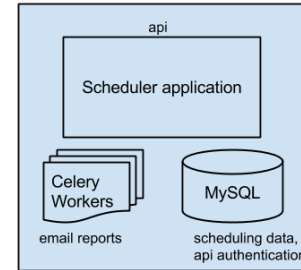 api
Scheduler application
Celery
Workers
MySQL
email reports
scheduling data,
api authentication